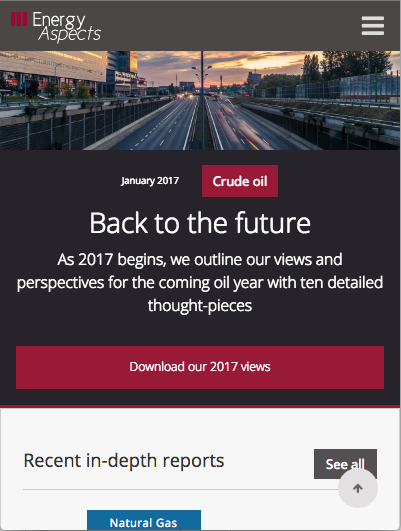 Energy
Aspects
January 2017
Crude oil
Back to the future
As 2017 begins, we outline our views and
perspectives for the coming oil year with ten detailed
thought-pieces
Download our 2017 views
Recent in-depth reports
See all
Natural Gas